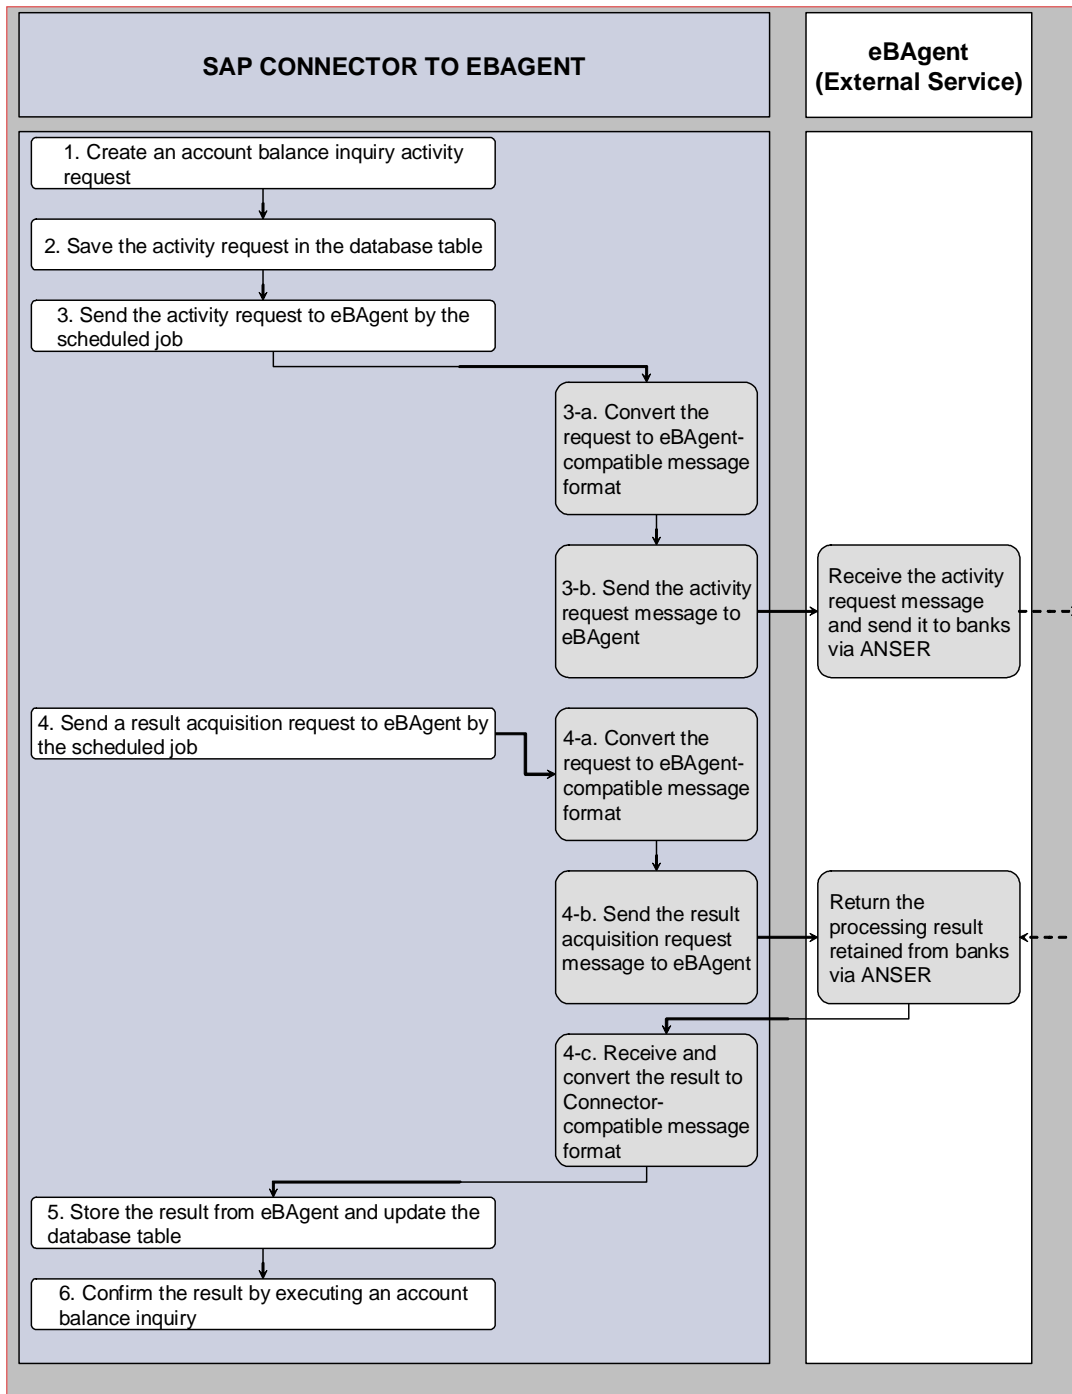 SAP CONNECTOR TO EBAGENT
eBAgent
(External Service)
1. Create an account balance inquiry activity
request
2. Save the activity request in the database table
3. Send the activity request to eBAgent by the
scheduled job
3-a. Convert the
request to eBAgent-
compatible message
format
3-b. Send the activity
request message to
eBAgent
Receive the activity
request message
and send it to banks
via ANSER
4. Send a result acquisition request to eBAgent by
the scheduled job
4-a. Convert the
request to eBAgent-
compatible message
format
4-b. Send the result
acquisition request
message to eBAgent
Return the
processing result
retained from banks
via ANSER
4-c. Receive and
convert the result to
Connector-
compatible message
format
5. Store the result from eBAgent and update the
database table
6. Confirm the result by executing an account
balance inquiry